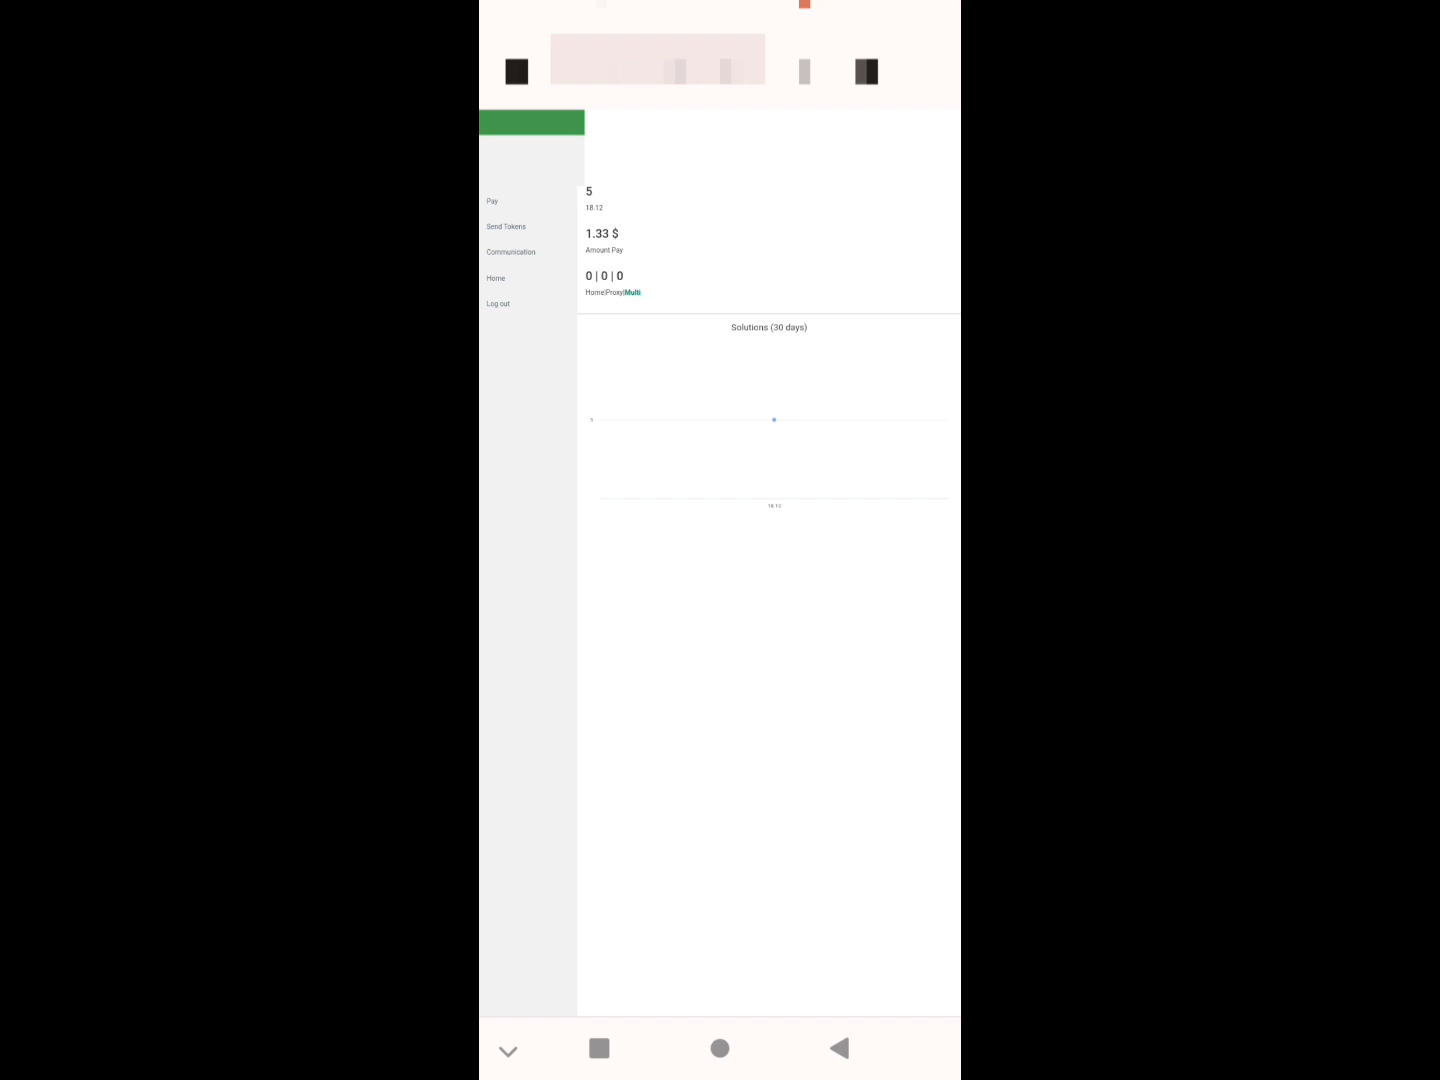 5
18.12
Pay
1.33 $
Send Tokens
Amount Pay
Communication
0 | 0 | 0
Home
Home|Proxy|Multi
Log out
Solutions (30 days)
5
18.12